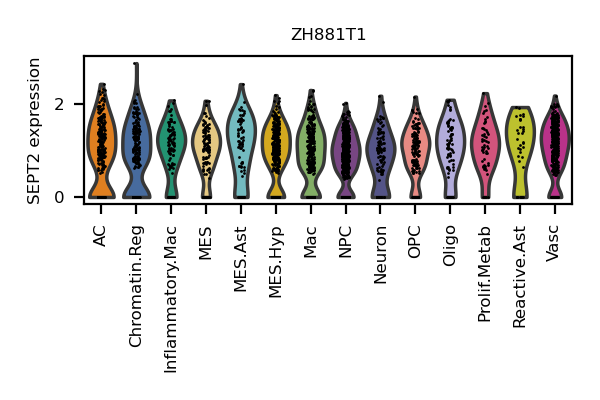 ZH881T1
SEPT2 expression
2
0
AC
Chromatin.Reg
Inflammatory.Mac
MES
MES.Ast
MES.Hyp
Mac
NPC
Neuron
OPC
Oligo
Prolif.Metab
Reactive.Ast
Vasc